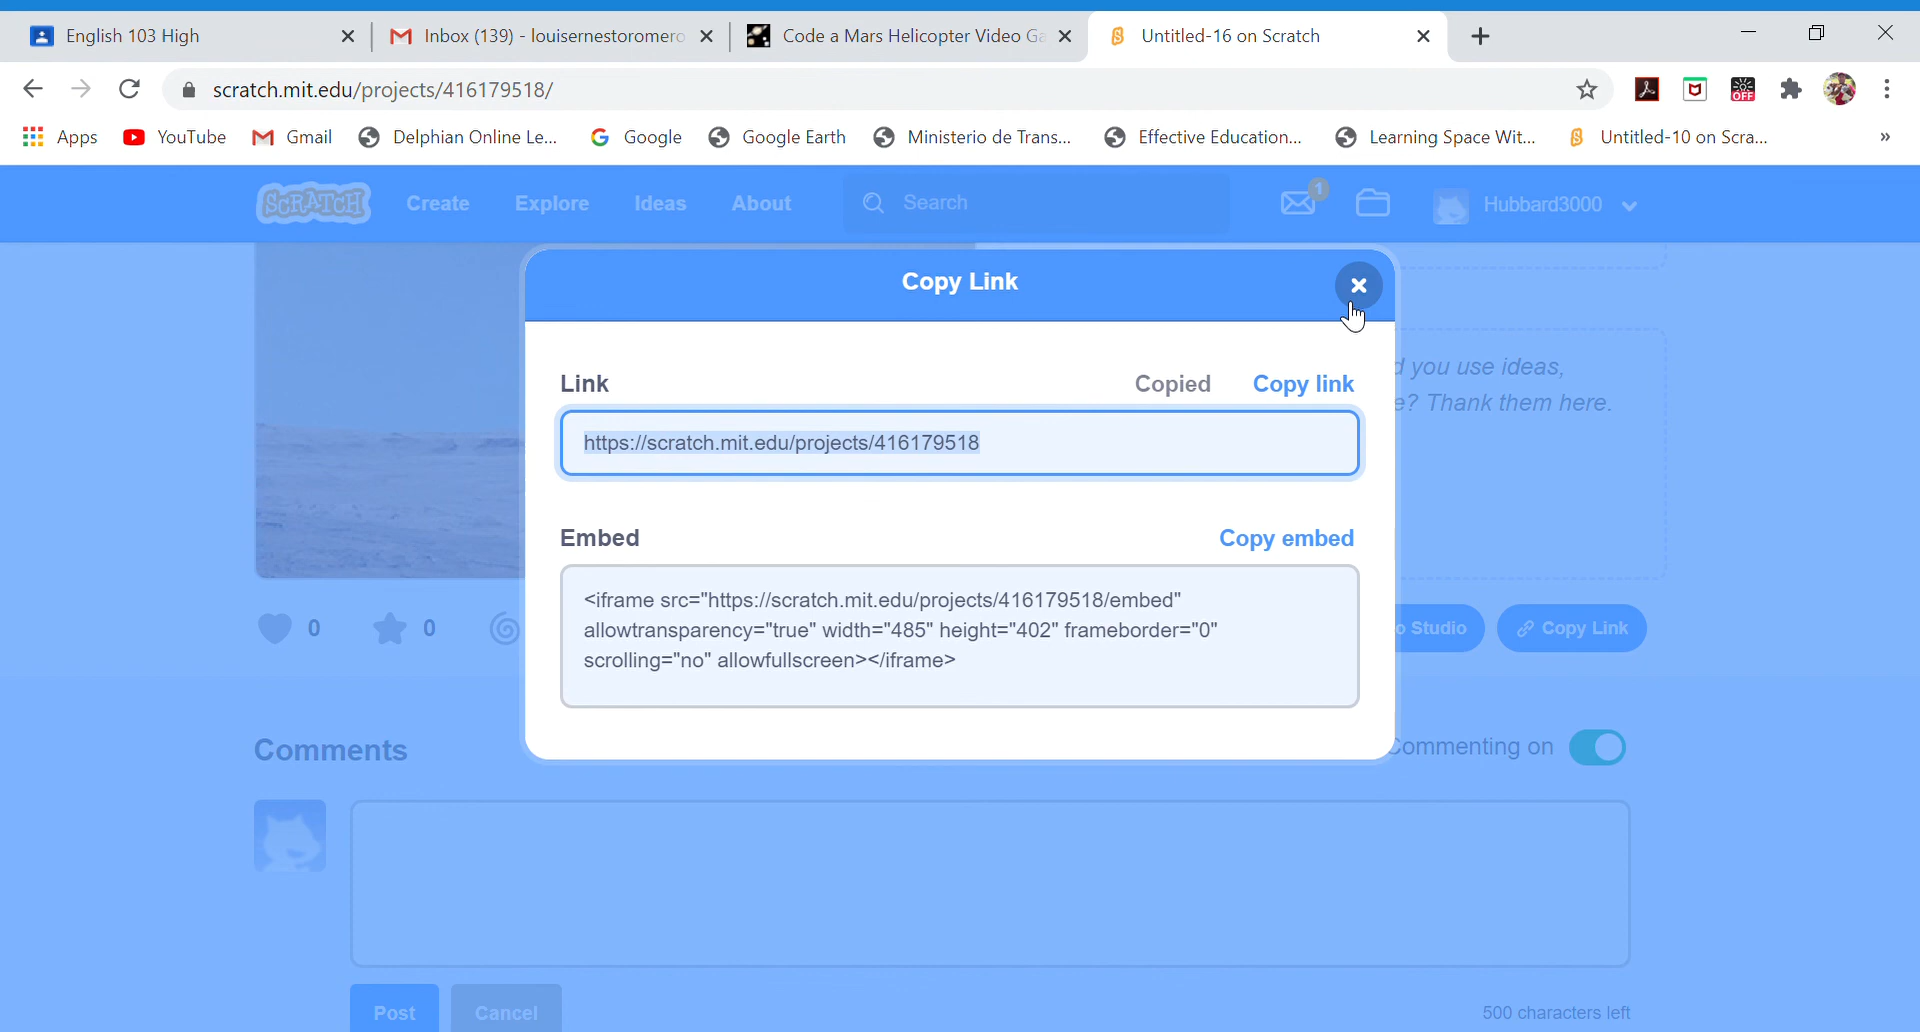 English 103 High
Inbox (139) - louisernestoromero
Code a Mars Helicopter Video Ga
Untitled-16 on Scratch
scratch.mit.edu/projects/416179518/
OFF
Apps
YouTube
Gmail
Delphian Online Le...
Google
Google Earth
Ministerio de Trans...
Effective Education...
Learning Space Wit...
Untitled-10 on Scra...
»
SCRATCH
Create
Explore
Ideas
About
Search
1
Hubbard3000
Copy Link
Link
Copied
Copy link
https://scratch.mit.edu/projects/416179518
d you use ideas,
e? Thank them here.
Embed
Copy embed
<iframe src="https://scratch.mit.edu/projects/416179518/embed"
allowtransparency="true" width="485" height="402" frameborder="0"
scrolling="no" allowfullscreen></iframe>
0
0
o Studio
Copy Link
Comments
Commenting on
Post
Cancel
500 characters left